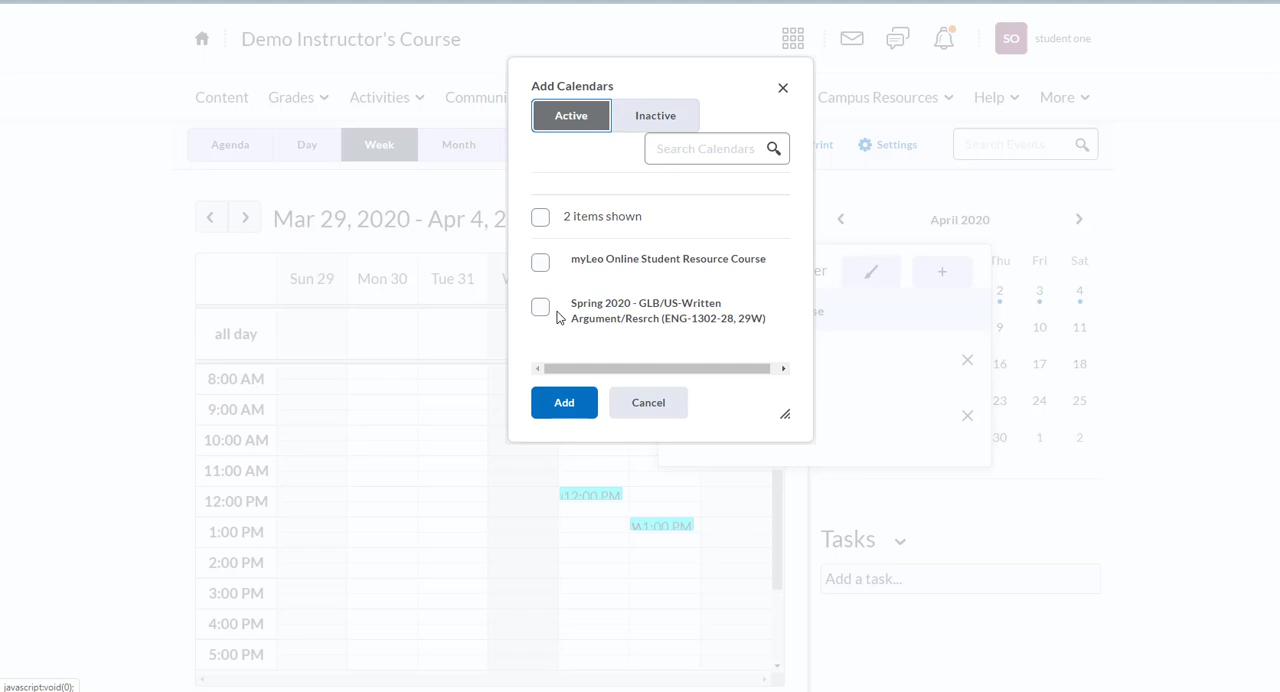 Demo Instructor's Course
SO
student one
Content
Grades
Activities
Communi
Campus Resources
Help
More
Agenda
Day
Week
Month
Print
Settings
Search Events
Add Calendars
Active
Inactive
Search Calendars
2 items shown
myLeo Online Student Resource Course
Spring 2020 - GLB/US-Written
Argument/Resrch (ENG-1302-28, 29W)
Add
Cancel
Mar 29, 2020 - Apr 4, 2
Sun 29
Mon 30
Tue 31
all day
8:00 AM
9:00 AM
10:00 AM
11:00 AM
12:00 PM
1:00 PM
2:00 PM
3:00 PM
4:00 PM
5:00 PM
12:00 PM
1:00 PM
er
se
April 2020
Thu Fri Sat
2 3 4
9 10 11
16 17 18
23 24 25
30 1 2
Tasks
Add a task...
javascript:void(0);